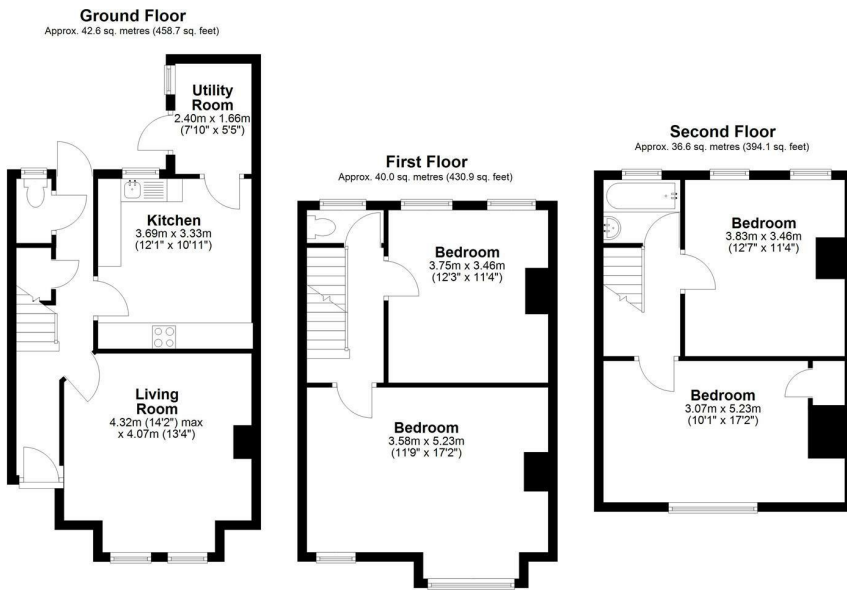 Ground Floor
Approx. 42.6 sq. metres (458.7 sq. feet)
Utility
Room
2.40m x 1.66m
(7'10" x 5'5")
Kitchen
3.69m x 3.33m
(12'1" x 10'11")
Living
Room
4.32m (14'2") max
x 4.07m (13'4")
First Floor
Approx. 40.0 sq. metres (430.9 sq. feet)
Bedroom
3.75m x 3.46m
(12'3" x 11'4")
Bedroom
3.58m x 5.23m
(11'9" x 17'2")
Second Floor
Approx. 36.6 sq. metres (394.1 sq. feet)
Bedroom
3.83m x 3.46m
(12'7" x 11'4")
Bedroom
3.07m x 5.23m
(10'1" x 17'2")